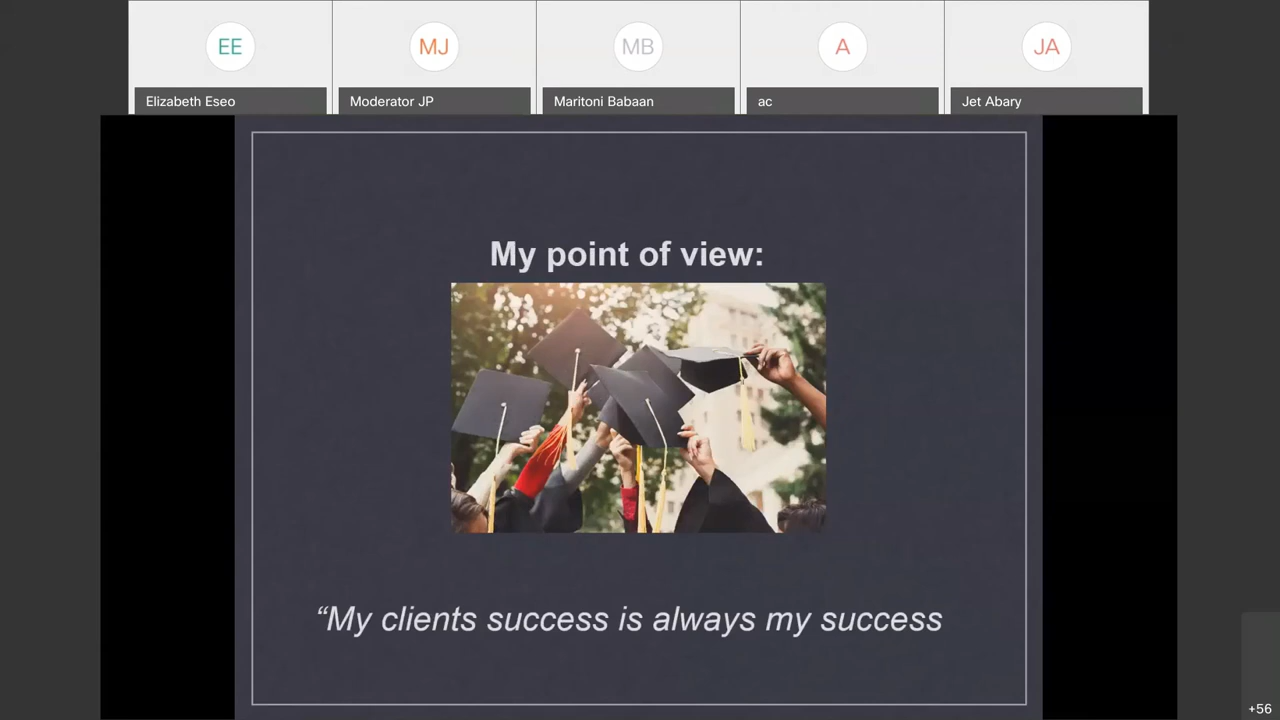 EE
MJ
MB
A
JA
Elizabeth Eseo
Moderator JP
Maritoni Babaan
ac
Jet Abary
My point of view:
“My clients success is always my success
+56